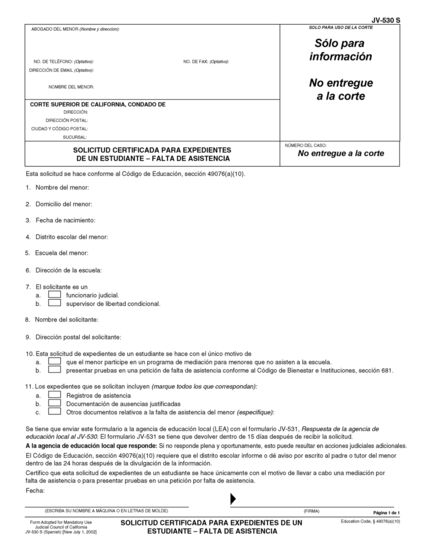 JV-530 S
ABOGADO DEL MENOR (Nombre y dirección):
SOLO PARA USO DE LA CORTE
Sólo para
información
NO. DE TELÉFONO: (Optativo):
NO. DE FAX: (Optativo):
DIRECCIÓN DE EMAIL (Optativo):
No entregue
a la corte
NOMBRE DEL MENOR:
CORTE SUPERIOR DE CALIFORNIA, CONDADO DE
DIRECCIÓN:
DIRECCIÓN POSTAL:
CIUDAD Y CÓDIGO POSTAL:
SUCURSAL:
SOLICITUD CERTIFICADA PARA EXPEDIENTES
DE UN ESTUDIANTE – FALTA DE ASISTENCIA
NÚMERO DEL CASO:
No entregue a la corte
Esta solicitud se hace conforme al Código de Educación, sección 49076(a)(10).
1. Nombre del menor:
2. Domicilio del menor:
3. Fecha de nacimiento:
4. Distrito escolar del menor:
5. Escuela del menor:
6. Dirección de la escuela:
7. El solicitante es un
a. funcionario judicial.
b. supervisor de libertad condicional.
8. Nombre del solicitante:
9. Dirección postal del solicitante:
10. Esta solicitud de expedientes de un estudiante se hace con el único motivo de
a. que el menor participe en un programa de mediación para menores que no asisten a la escuela.
b. presentar pruebas en una petición de falta de asistencia conforme al Código de Bienestar e Instituciones, sección 681.
11. Los expedientes que se solicitan incluyen (marque todos los que correspondan):
a. Registros de asistencia
b. Documentación de ausencias justificadas
c. Otros documentos relativos a la falta de asistencia del menor (especifique):
Se tiene que enviar este formulario a la agencia de educación local (LEA) con el formulario JV-531, Respuesta de la agencia de
educación local al JV-530. El formulario JV-531 se tiene que devolver dentro de 15 días después de recibir la solicitud.
A la agencia de educación local que responde: Si no responde plena y oportunamente, esto puede resultar en acciones judiciales adicionales.
El Código de Educación, sección 49076(a)(10) requiere que el distrito escolar informe o dé aviso por escrito al padre o tutor del menor
dentro de las 24 horas después de la divulgación de la información.
Certifico que esta solicitud de expedientes de un estudiante se hace únicamente con el motivo de llevar a cabo una mediación por
falta de asistencia o para presentar pruebas en una petición por falta de asistencia.
Fecha:
(ESCRIBA SU NOMBRE A MÁQUINA O EN LETRAS DE MOLDE)
(FIRMA)
Página 1 de 1
Form Adopted for Mandatory Use
Judicial Council of California
JV-530 S (Spanish) [New July 1, 2002]
SOLICITUD CERTIFICADA PARA EXPEDIENTES DE UN
ESTUDIANTE – FALTA DE ASISTENCIA
Education Code, § 49076(a)(10)